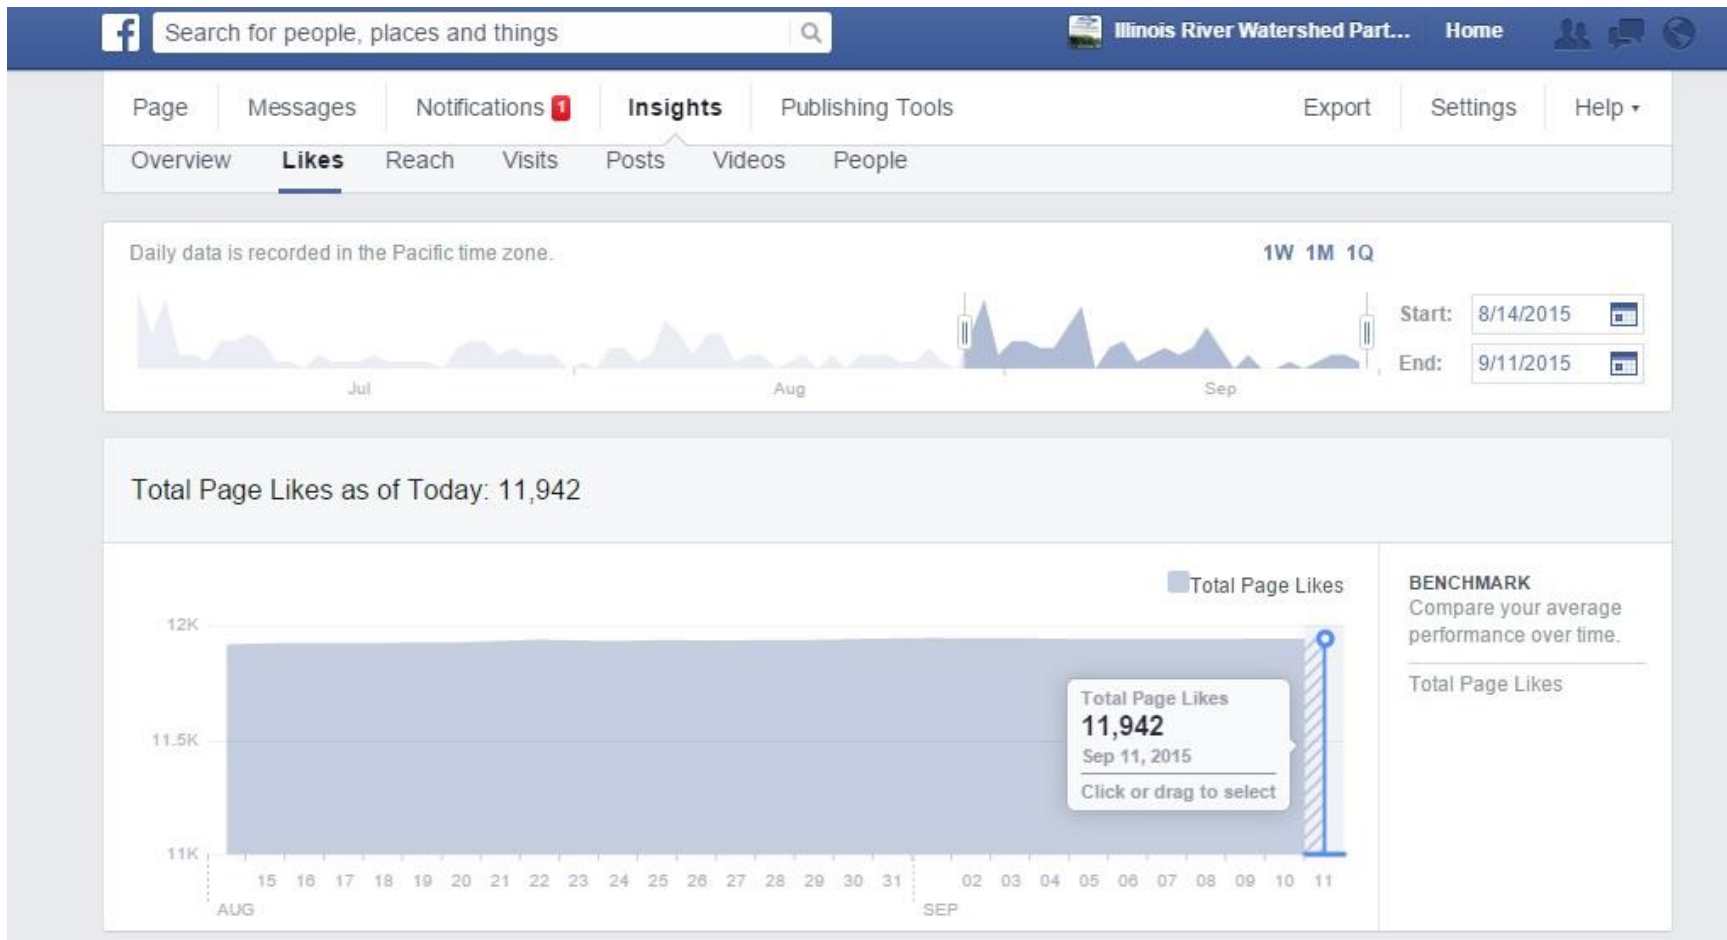 f Search for people, places and things Illinois River Watershed Part... Home
Page Messages Notifications 1 Insights Publishing Tools Export Settings Help
Overview Likes Reach Visits Posts Videos People
Daily data is recorded in the Pacific time zone. 1W 1M 1Q
Start: 8/14/2015
End: 9/11/2015
Jul Aug Sep
Total Page Likes as of Today: 11,942
Total Page Likes
12K
11.5K
11K
Total Page Likes
11,942
Sep 11, 2015
Click or drag to select
15 16 17 18 19 20 21 22 23 24 25 26 27 28 29 30 31 02 03 04 05 06 07 08 09 10 11
AUG SEP
BENCHMARK
Compare your average
performance over time.
Total Page Likes